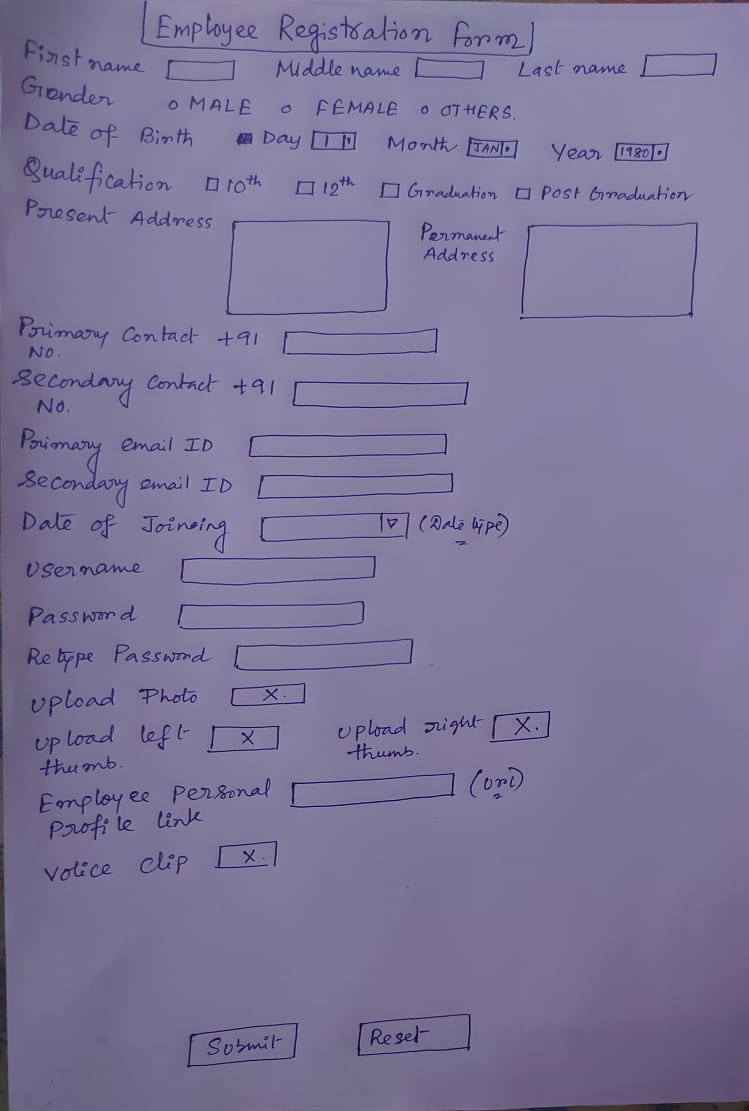 Employee Registration Form
First name Middle name Last name
Gender MALE FEMALE OTHERS.
Date of Birth Day 1 Month JAN Year 1980
Qualification 10th 12th Graduation Post Graduation
Present Address Permanent Address
Primary Contact No. +91
Secondary Contact No. +91
Primary email ID
Secondary email ID
Date of Joineing (Date type)
Username
Password
Retype Password
Upload Photo X.
Upload left thumb. X Upload right thumb. X.
Employee Personal Profile link (url)
Voice clip X.
Submit Reset